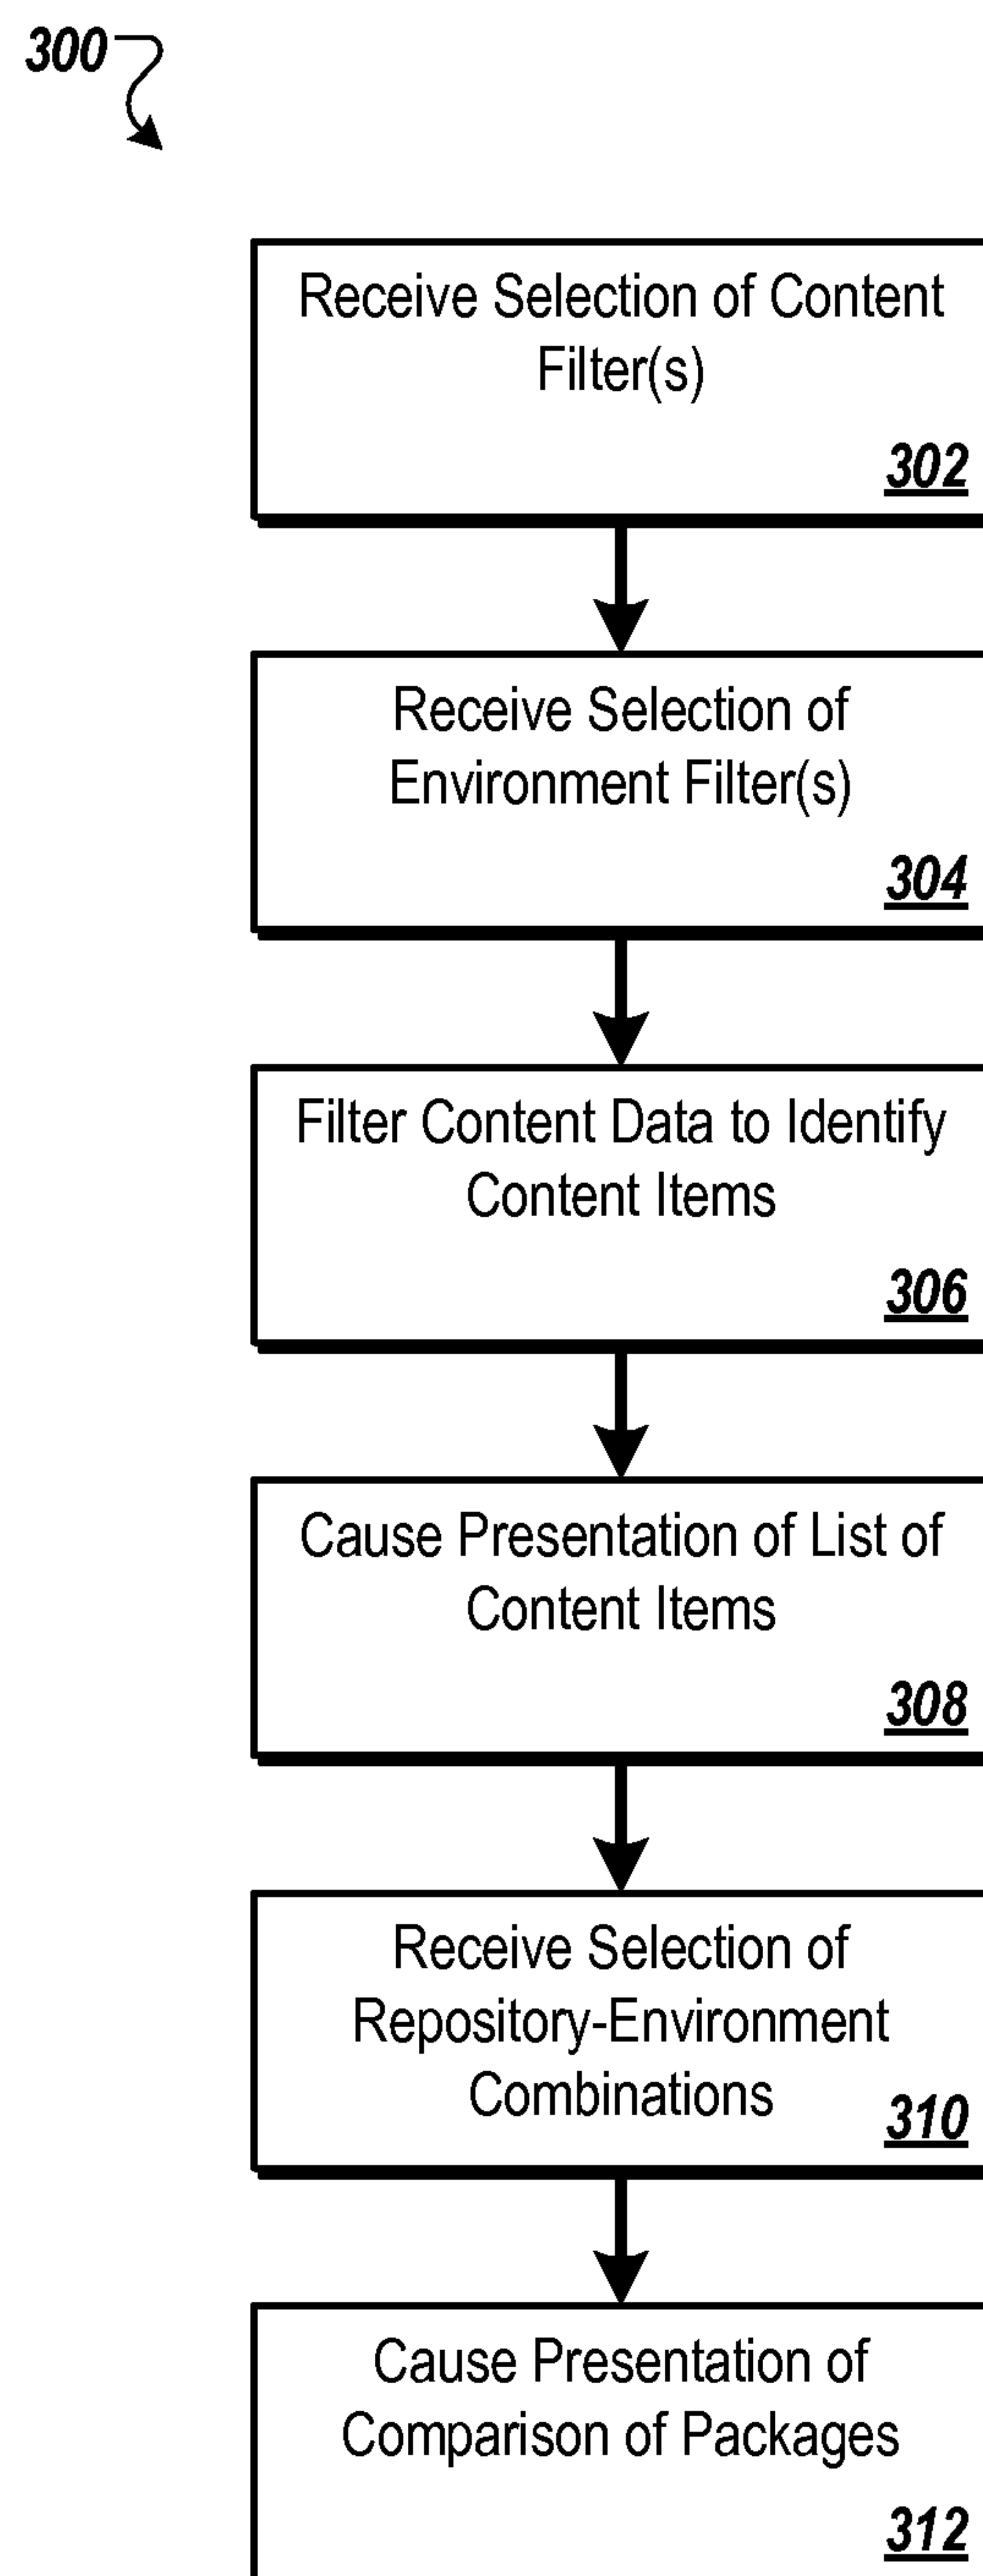 300
Receive Selection of Content
Filter(s)
302
Receive Selection of
Environment Filter(s)
304
Filter Content Data to Identify
Content Items
306
Cause Presentation of List of
Content Items
308
Receive Selection of
Repository-Environment
Combinations
310
Cause Presentation of
Comparison of Packages
312